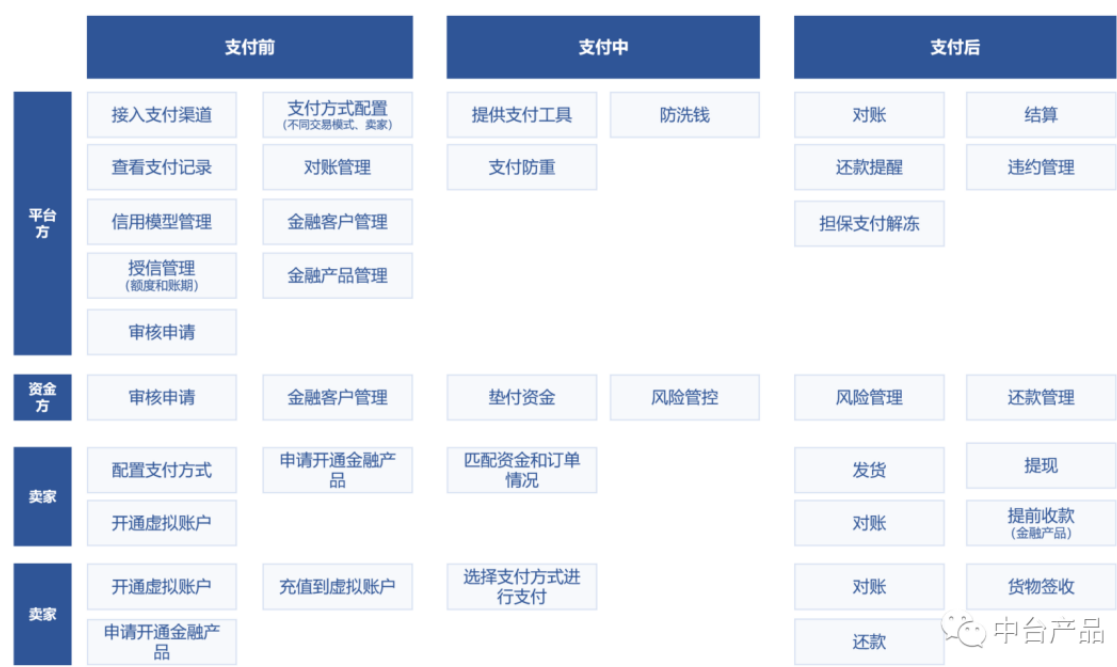 支付前
支付中
支付后
平台
方
接入支付渠道
支付方式配置
(不同交易模式、卖家)
提供支付工具
防洗钱
对账
结算
查看支付记录
对账管理
支付防重
还款提醒
违约管理
信用模型管理
金融客户管理
担保支付解冻
授信管理
(额度和账期)
金融产品管理
审核申请
资金
方
审核申请
金融客户管理
垫付资金
风险管控
风险管理
还款管理
卖家
配置支付方式
申请开通金融产
品
匹配资金和订单
情况
发货
提现
开通虚拟账户
对账
提前收款
(金融产品)
卖家
开通虚拟账户
充值到虚拟账户
选择支付方式进
行支付
对账
货物签收
申请开通金融产
品
还款
中台产品